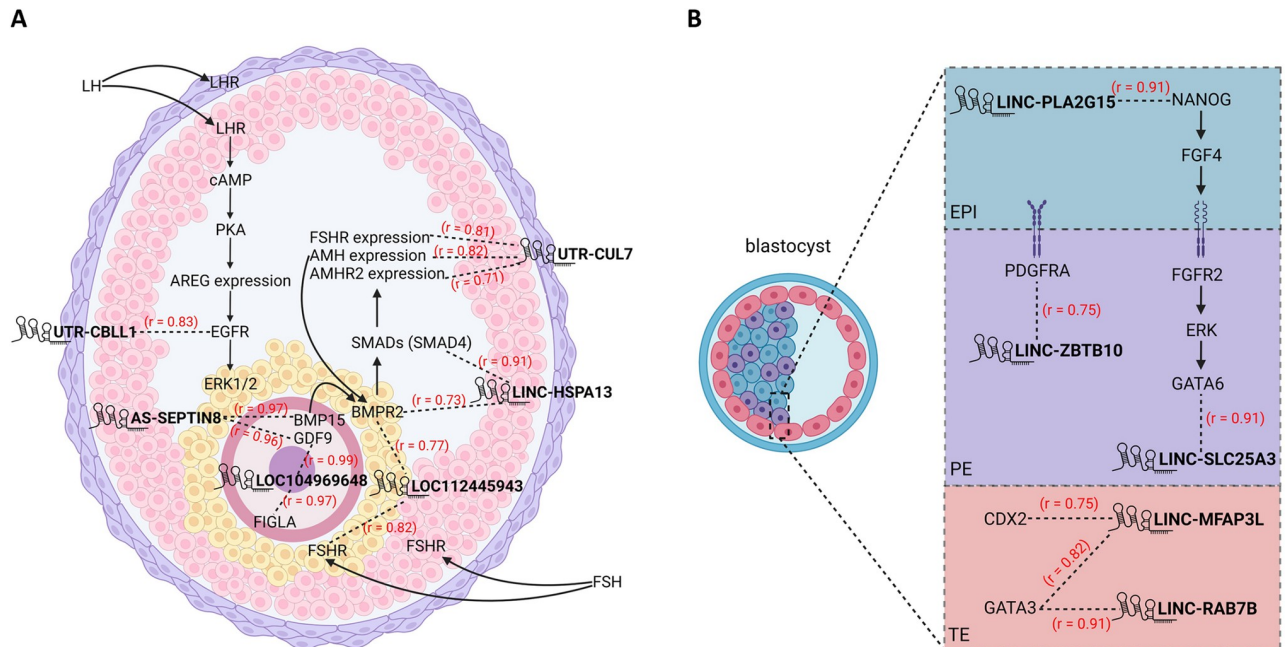 A
LH
LHR
LHR
cAMP
PKA
AREG expression
UTR-CBLL1
(r = 0.83)
EGFR
ERK1/2
FSHR expression
(r = 0.81)
AMH expression
(r = 0.82)
UTR-CUL7
AMHR2 expression
(r = 0.71)
SMADs (SMAD4)
(r = 0.91)
LINC-HSPA13
(r = 0.73)
BMPR2
AS-SEPTIN8
(r = 0.97)
BMP15
(r = 0.96)
GDF9
(r = 0.77)
(r = 0.99)
LOC104969648
LOC112445943
(r = 0.97)
FIGLA
(r = 0.82)
FSHR
FSHR
FSH
B
blastocyst
LINC-PLA2G15
(r = 0.91)
NANOG
FGF4
EPI
PDGFRA
FGFR2
(r = 0.75)
LINC-ZBTB10
ERK
GATA6
(r = 0.91)
LINC-SLC25A3
PE
CDX2
(r = 0.75)
LINC-MFAP3L
(r = 0.82)
GATA3
(r = 0.91)
LINC-RAB7B
TE